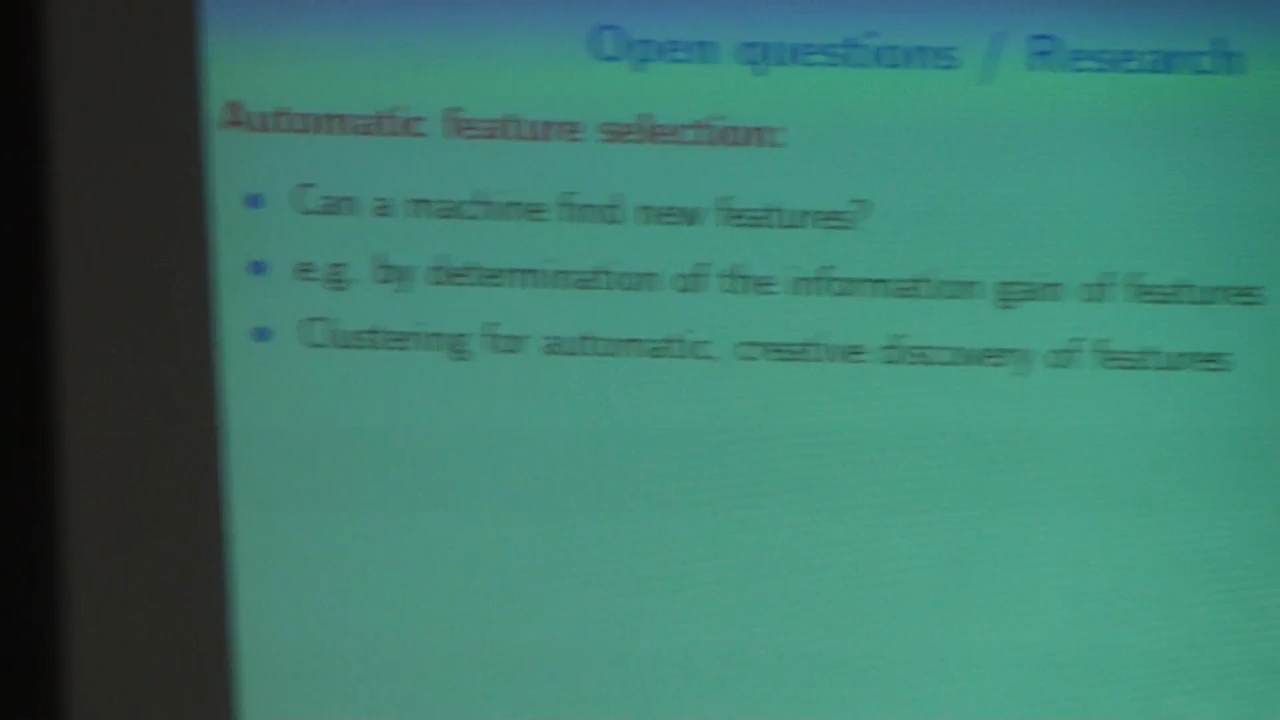 Open questions / Research
Automatic feature selection:
Can a machine find new features?
e.g. by determination of the information gain of features
Clustering for automatic, creative discovery of features